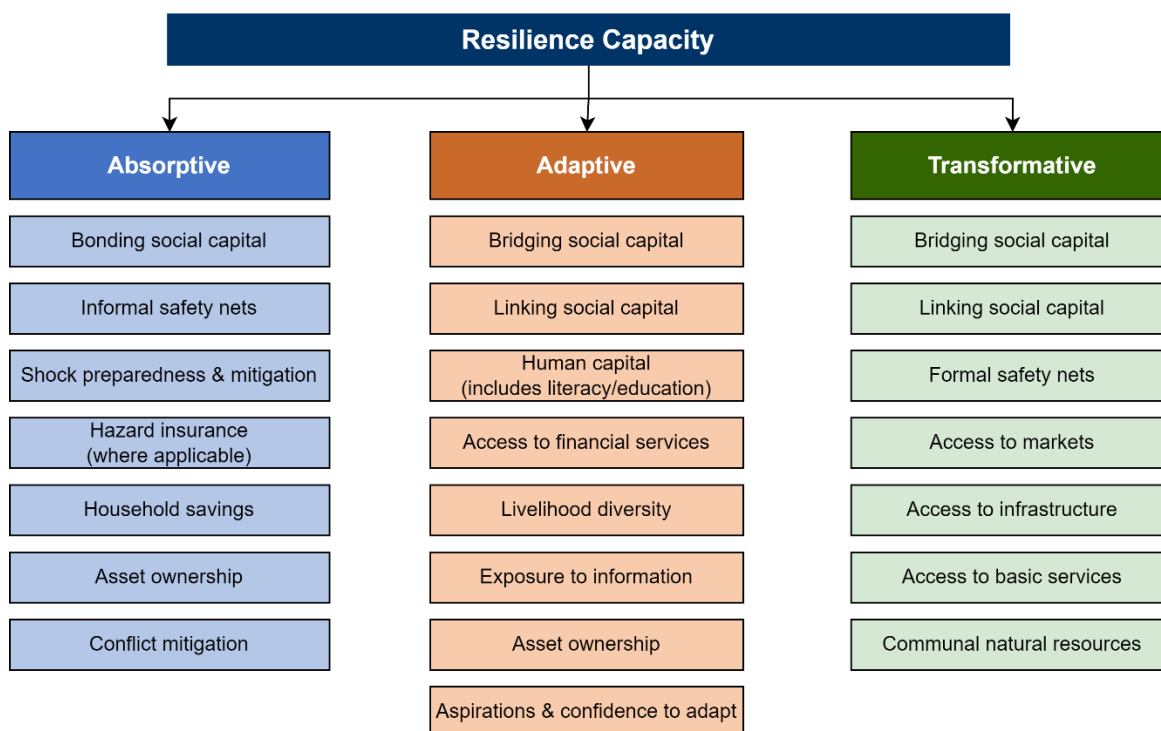 Resilience Capacity
Absorptive
Bonding social capital
Informal safety nets
Shock preparedness & mitigation
Hazard insurance
(where applicable)
Household savings
Asset ownership
Conflict mitigation
Adaptive
Bridging social capital
Linking social capital
Human capital
(includes literacy/education)
Access to financial services
Livelihood diversity
Exposure to information
Asset ownership
Aspirations & confidence to adapt
Transformative
Bridging social capital
Linking social capital
Formal safety nets
Access to markets
Access to infrastructure
Access to basic services
Communal natural resources